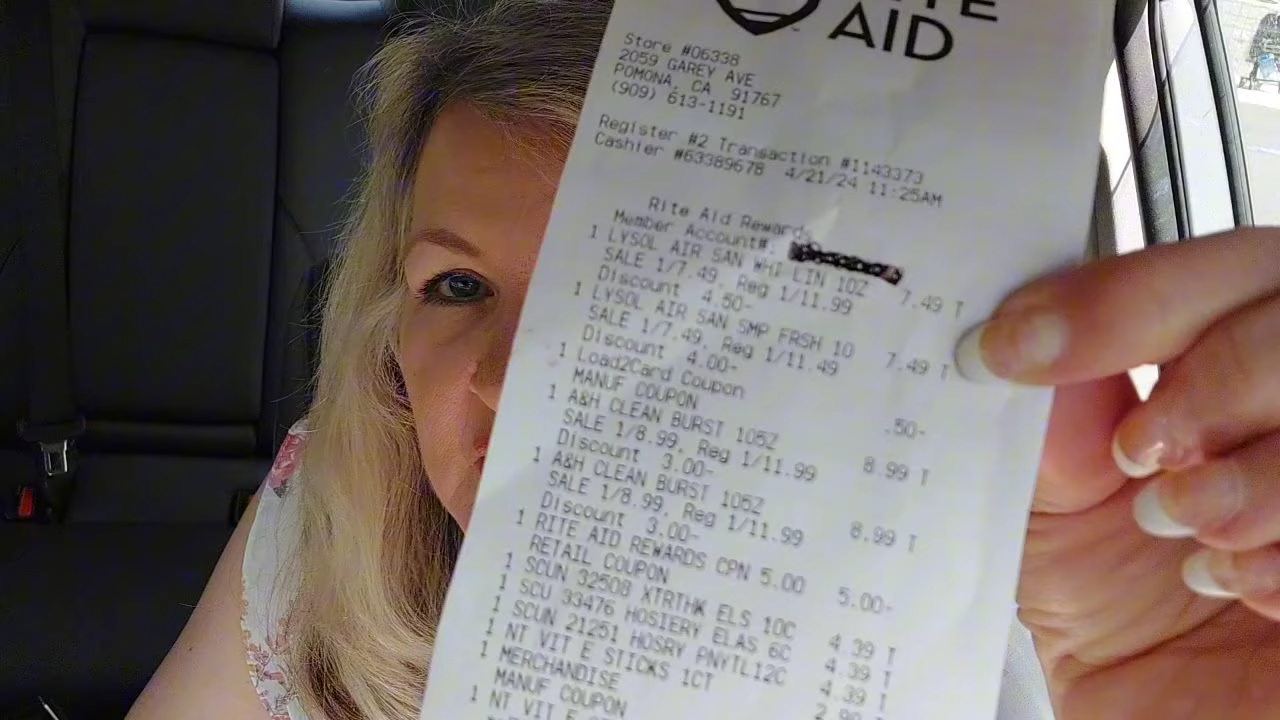 AID
Store #06338
2059 GAREY AVE
POMONA, CA 91767
(909) 613-1191
Register #2 Transaction #1143373
Cashier #63389678 4/21/24 11:25AM
Rite Aid Rewards
Member Account#:
1 LYSOL AIR SAN WHI LIN 10Z 7.49 T
SALE 1/7.49, Reg 1/11.99
Discount 4.50-
1 LYSOL AIR SAN SMP FRSH 10 7.49 T
SALE 1/7.49, Reg 1/11.49
Discount 4.00-
1 Load2Card Coupon .50-
MANUF COUPON
1 A&H CLEAN BURST 105Z 8.99 T
SALE 1/8.99, Reg 1/11.99
Discount 3.00-
1 A&H CLEAN BURST 105Z 8.99 T
SALE 1/8.99, Reg 1/11.99
Discount 3.00-
1 RITE AID REWARDS CPN 5.00 5.00-
RETAIL COUPON
1 SCUN 32508 XTRTHK ELS 10C 4.39 T
1 SCU 33476 HOSIERY ELAS 6C 4.39 T
1 SCUN 21251 HOSRY PNYTL12C 4.39 T
1 NT VIT E STICKS 1CT
1 MERCHANDISE
MANUF COUPON
1 NT VIT E